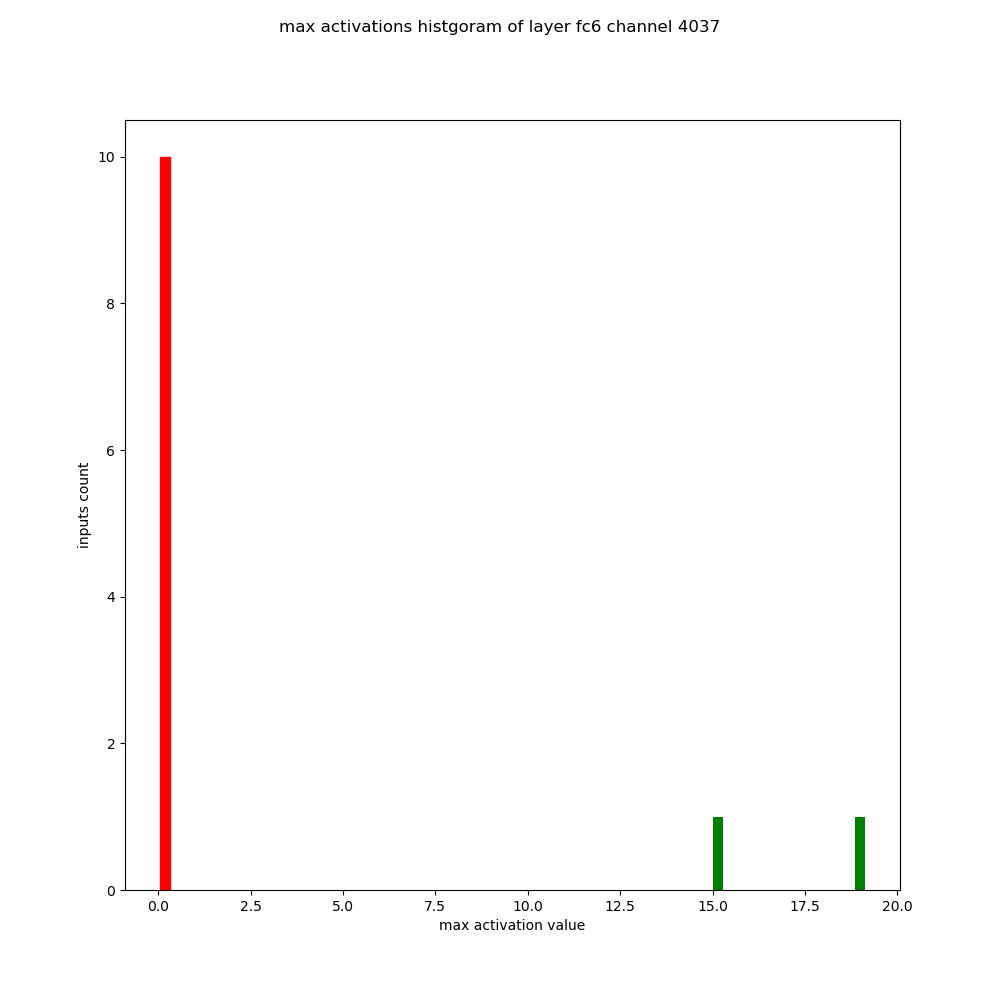 max activations histgoram of layer fc6 channel 4037
10
8
6
4
2
0
inputs count
0.0 2.5 5.0 7.5 10.0 12.5 15.0 17.5 20.0
max activation value